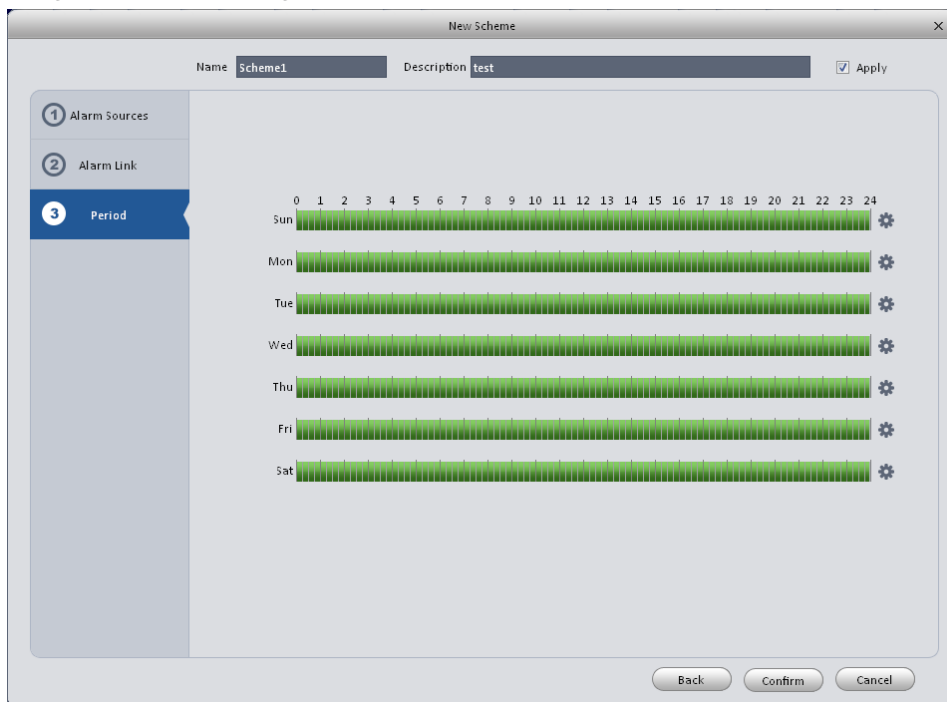 New Scheme
Name Scheme1 Description test Apply
1 Alarm Sources
2 Alarm Link
3 Period
0 1 2 3 4 5 6 7 8 9 10 11 12 13 14 15 16 17 18 19 20 21 22 23 24
Sun
Mon
Tue
Wed
Thu
Fri
Sat
Back Confirm Cancel